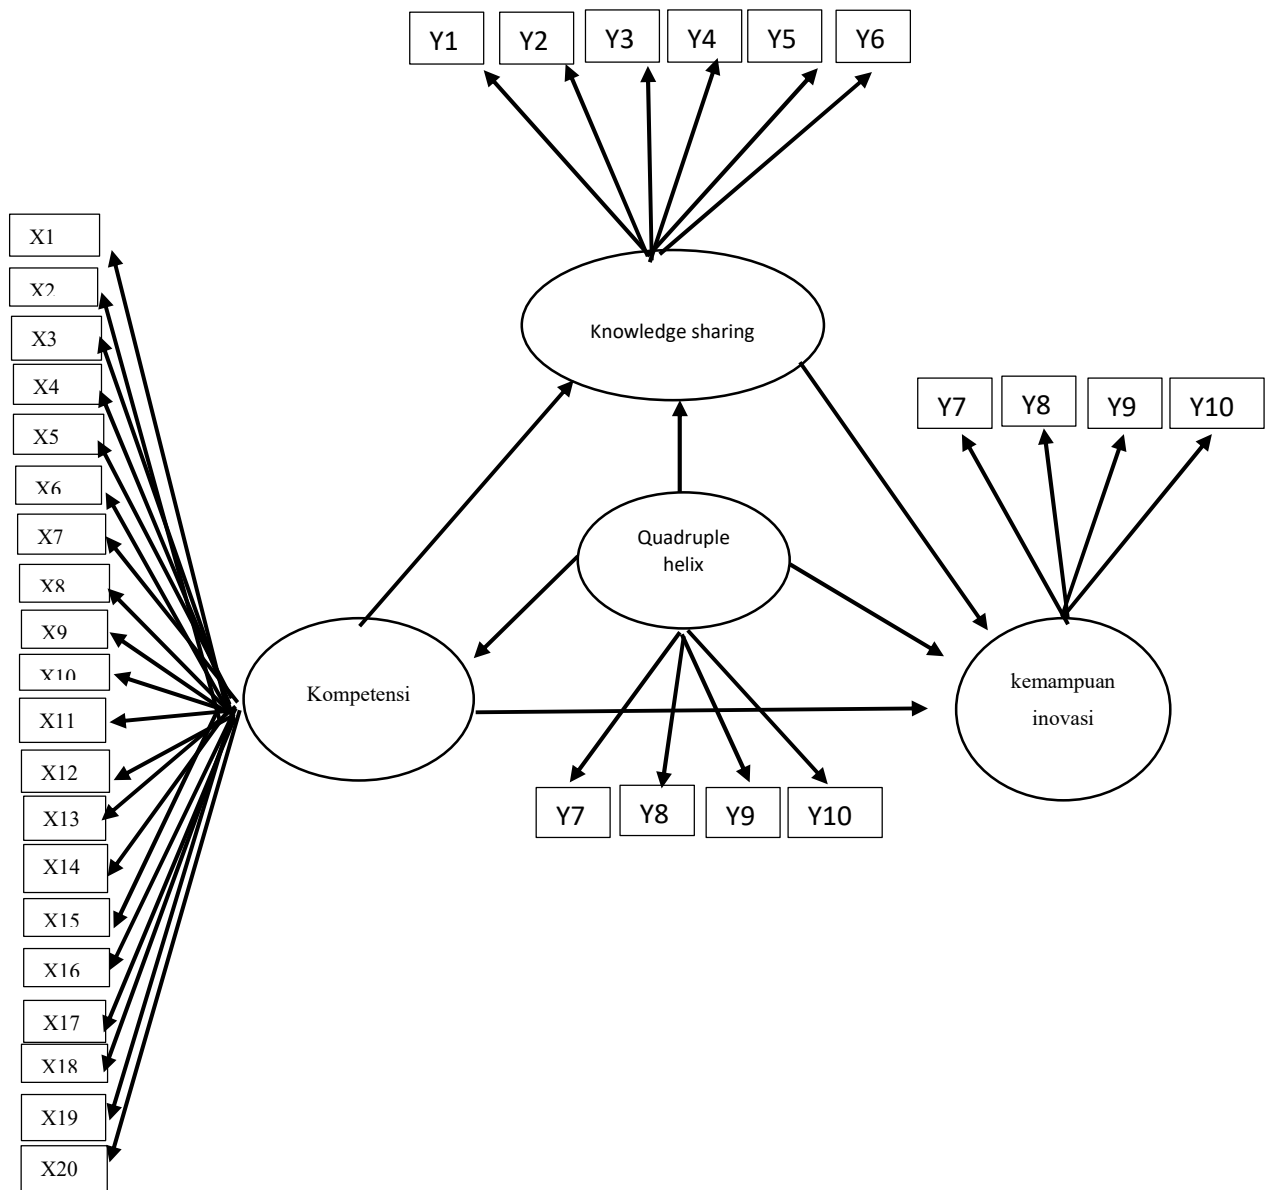 Y1
Y2
Y3
Y4
Y5
Y6
X1
X2
X3
X4
X5
X6
X7
X8
X9
X10
X11
X12
X13
X14
X15
X16
X17
X18
X19
X20
Knowledge sharing
Y7
Y8
Y9
Y10
Quadruple
helix
Kompetensi
kemampuan
inovasi
Y7
Y8
Y9
Y10